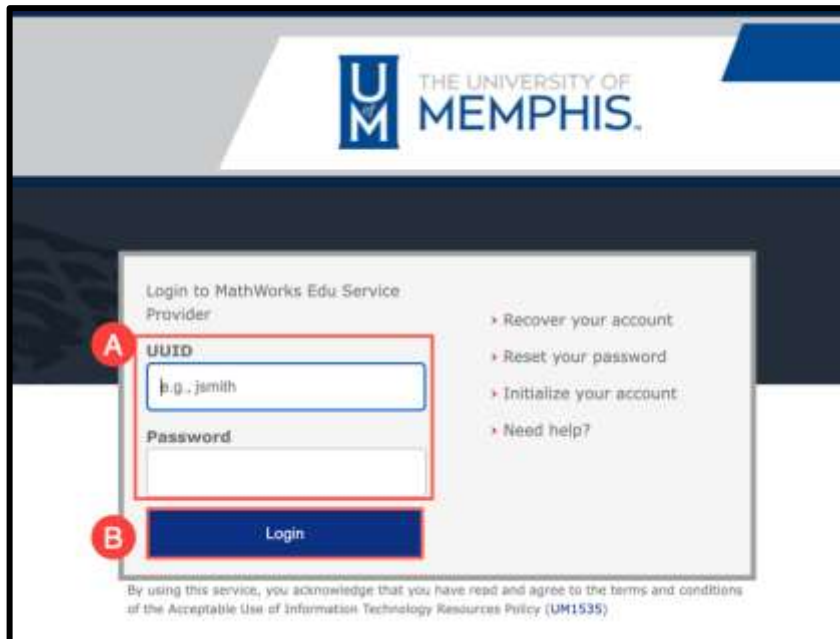 U
of
M
THE UNIVERSITY OF
MEMPHIS™
Login to MathWorks Edu Service
Provider
A
UUID
e.g., jsmith
Password
B
Login
› Recover your account
› Reset your password
› Initialize your account
› Need help?
By using this service, you acknowledge that you have read and agree to the terms and conditions
of the Acceptable Use of Information Technology Resources Policy (UM1535)